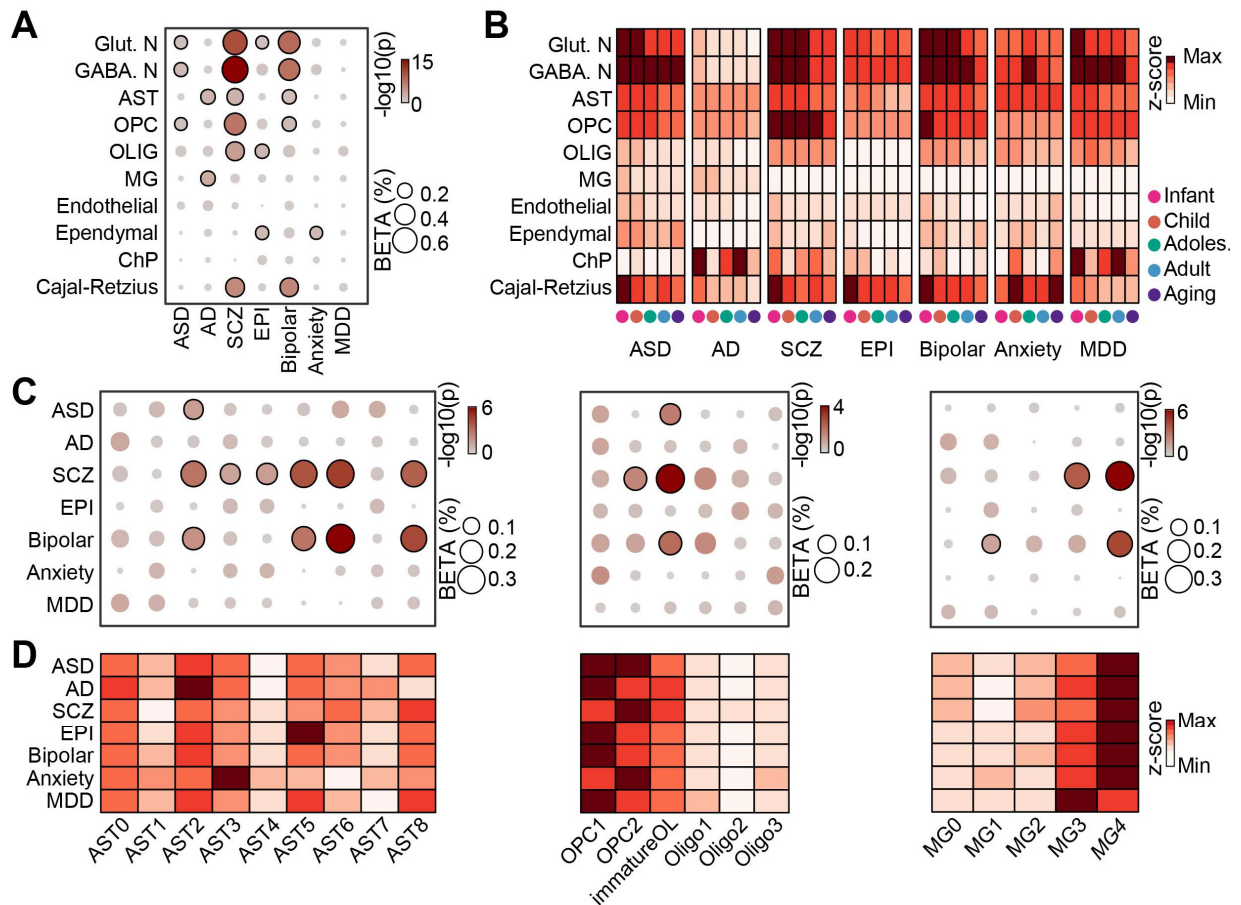 A
Glut. N
GABA. N
AST
OPC
OLIG
MG
Endothelial
Ependymal
ChP
Cajal-Retzius
ASD
AD
SCZ
EPI
Bipolar
Anxiety
MDD
-log10(p)
15
0
BETA (%)
0.2
0.4
0.6
B
Glut. N
GABA. N
AST
OPC
OLIG
MG
Endothelial
Ependymal
ChP
Cajal-Retzius
ASD AD SCZ EPI Bipolar Anxiety MDD
z-score
Max
Min
Infant
Child
Adoles.
Adult
Aging
C
ASD
AD
SCZ
EPI
Bipolar
Anxiety
MDD
-log10(p)
6
0
BETA (%)
0.1
0.2
0.3
-log10(p)
4
0
BETA (%)
0.1
0.2
-log10(p)
6
0
BETA (%)
0.1
0.2
0.3
D
ASD
AD
SCZ
EPI
Bipolar
Anxiety
MDD
AST0
AST1
AST2
AST3
AST4
AST5
AST6
AST7
AST8
OPC1
OPC2
immatureOL
Oligo1
Oligo2
Oligo3
MG0
MG1
MG2
MG3
MG4
z-score
Max
Min